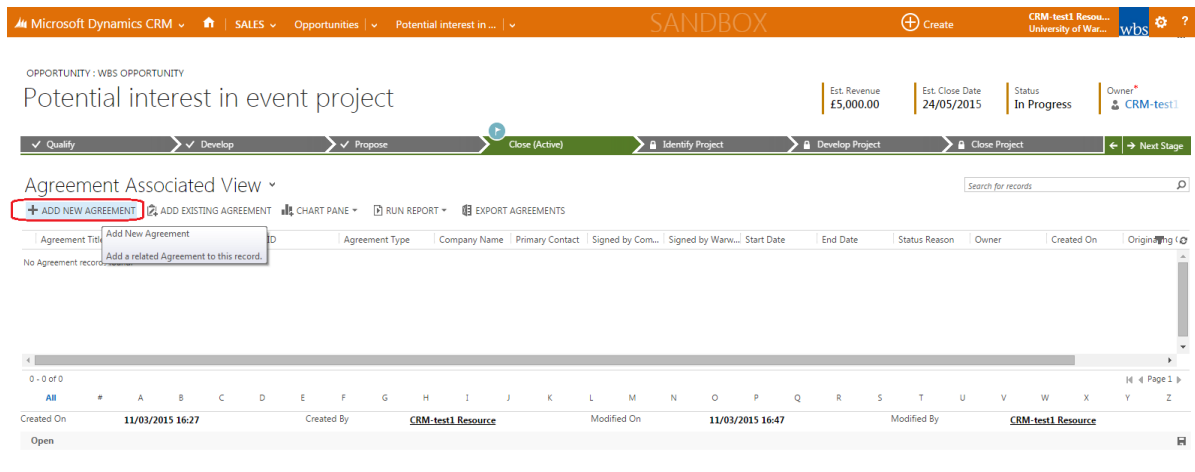 Microsoft Dynamics CRM SALES Opportunities Potential interest in ... SANDBOX Create CRM-test1 Resou... wbs ?
University of War...
OPPORTUNITY : WBS OPPORTUNITY
Potential interest in event project
Est. Revenue Est. Close Date Status Owner*
£5,000.00 24/05/2015 In Progress CRM-test1
Qualify Develop Propose Close (Active) Identify Project Develop Project Close Project Next Stage
Agreement Associated View
Search for records
ADD NEW AGREEMENT ADD EXISTING AGREEMENT CHART PANE RUN REPORT EXPORT AGREEMENTS
Agreement Title ID Agreement Type Company Name Primary Contact Signed by Com... Signed by Warw... Start Date End Date Status Reason Owner Created On
Add New Agreement
Add a related Agreement to this record.
No Agreement record
0 - 0 of 0 Page 1
All # A B C D E F G H I J K L M N O P Q R S T U V W X Y Z
Created On 11/03/2015 16:27 Created By CRM-test1 Resource Modified On 11/03/2015 16:47 Modified By CRM-test1 Resource
Open